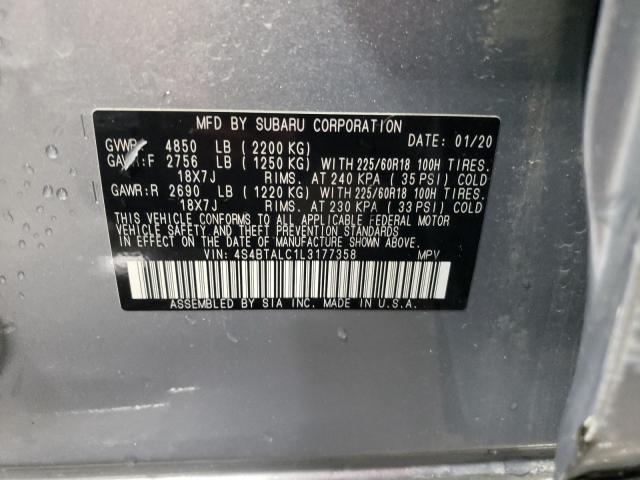 MFD BY SUBARU CORPORATION
DATE: 01/20
GVWR: 4850 LB (2200 KG)
GAWR:F 2756 LB (1250 KG) WITH 225/60R18 100H TIRES.
18X7J RIMS. AT 240 KPA (35 PSI) COLD
GAWR:R 2690 LB (1220 KG) WITH 225/60R18 100H TIRES.
18X7J RIMS. AT 230 KPA (33 PSI) COLD
THIS VEHICLE CONFORMS TO ALL APPLICABLE FEDERAL MOTOR
VEHICLE SAFETY AND THEFT PREVENTION STANDARDS
IN EFFECT ON THE DATE OF MANUFACTURE SHOWN ABOVE.
VIN: 4S4BTALC1L3177358 MPV
ASSEMBLED BY SIA INC. MADE IN U.S.A.